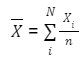 X̅ = ∑_i^N X_i / n